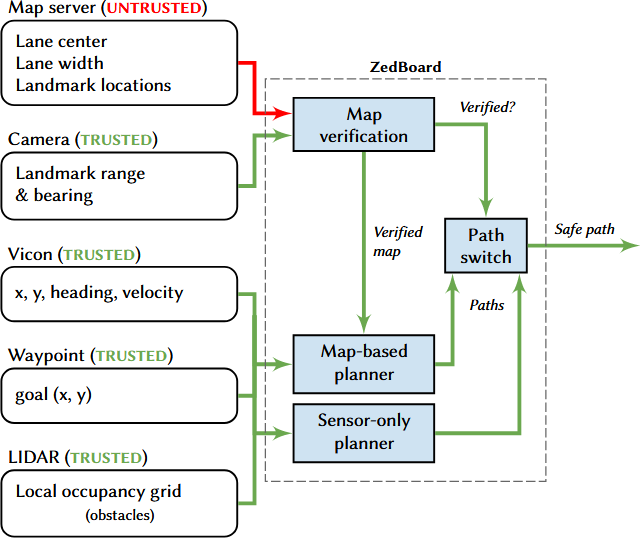 Map server (UNTRUSTED)
Lane center
Lane width
Landmark locations
Camera (TRUSTED)
Landmark range
& bearing
Vicon (TRUSTED)
x, y, heading, velocity
Waypoint (TRUSTED)
goal (x, y)
LIDAR (TRUSTED)
Local occupancy grid
(obstacles)
ZedBoard
Map
verification
Verified?
Verified
map
Path
switch
Safe path
Paths
Map-based
planner
Sensor-only
planner